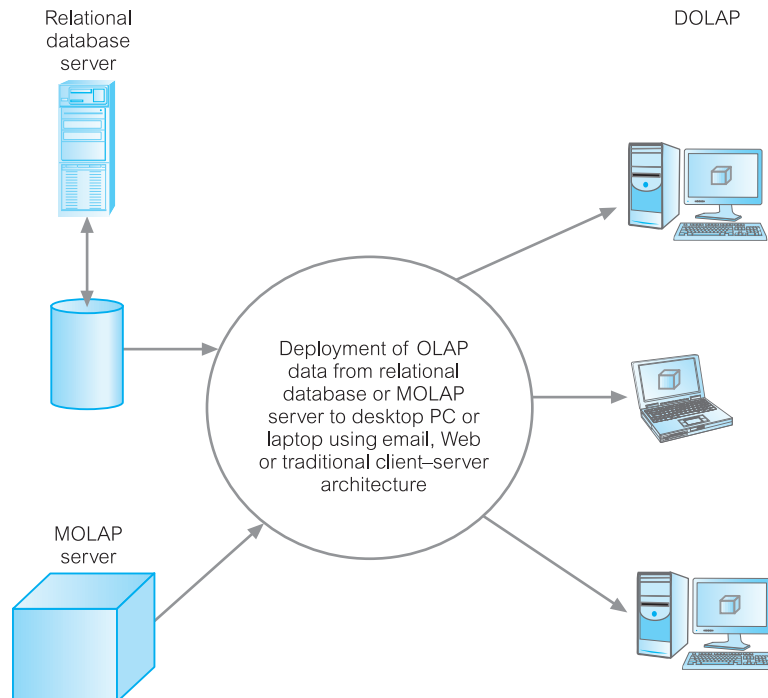 Relational
database
server
DOLAP
Deployment of OLAP
data from relational
database or MOLAP
server to desktop PC or
laptop using email, Web
or traditional client–server
architecture
MOLAP
server